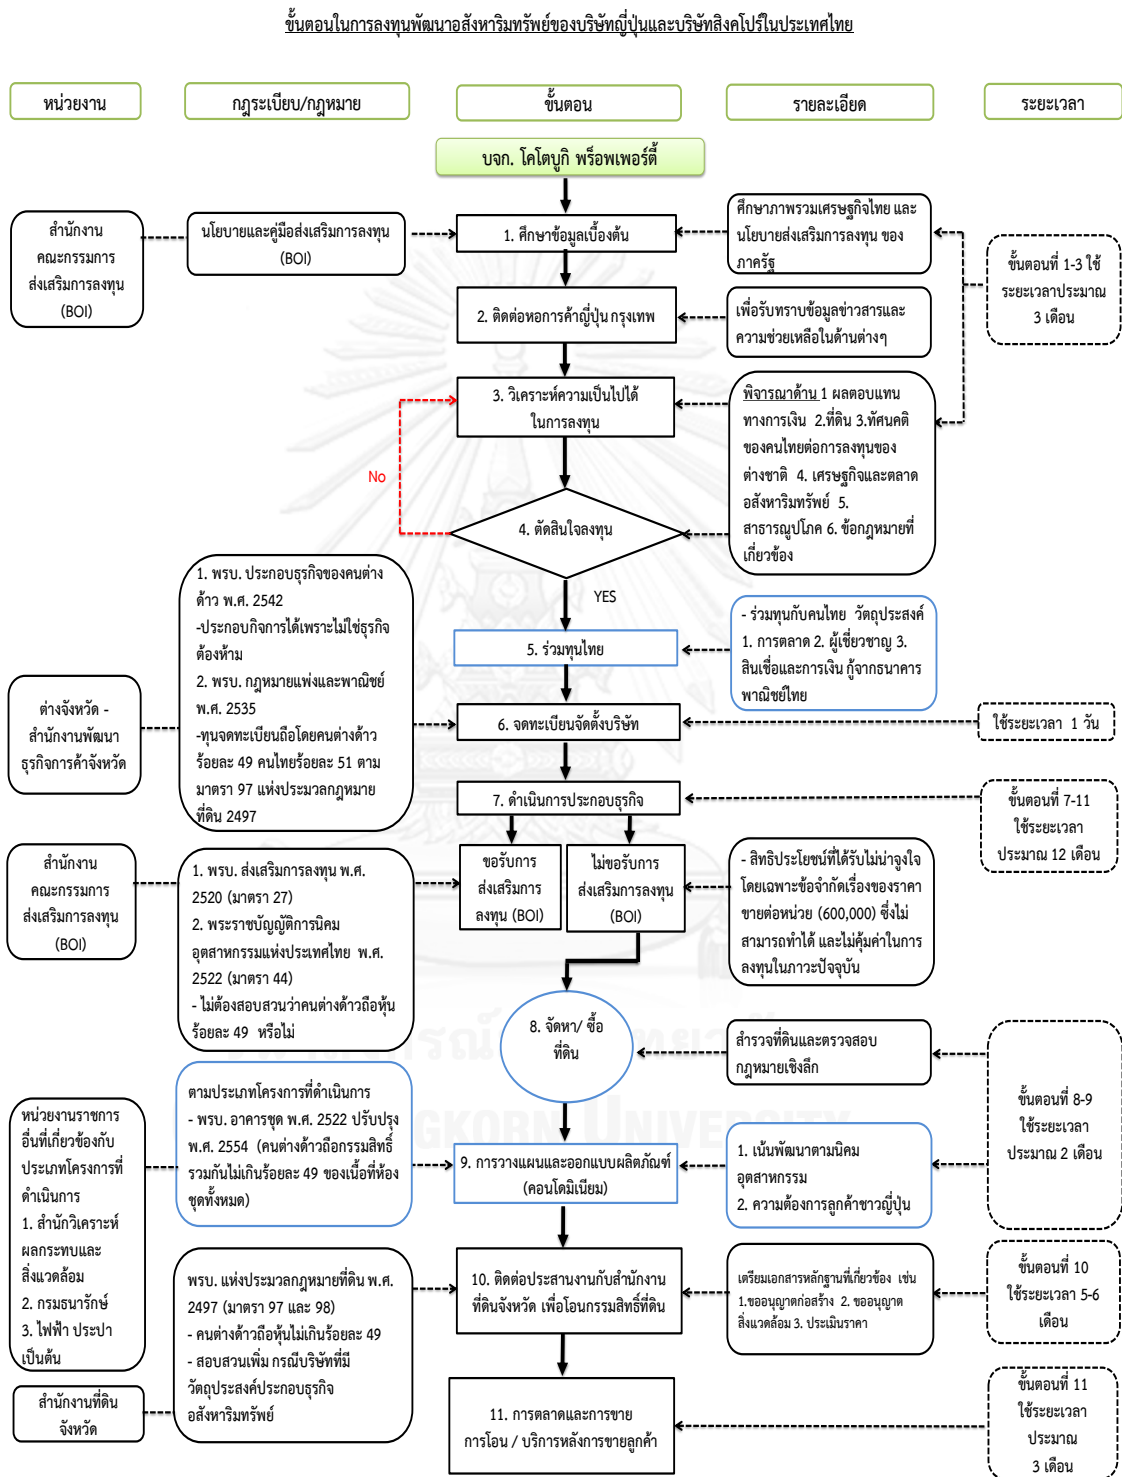 ขั้นตอนในการลงทุนพัฒนาอสังหาริมทรัพย์ของบริษัทญี่ปุ่นและบริษัทสิงคโปร์ในประเทศไทย
หน่วยงาน
กฎระเบียบ/กฎหมาย
ขั้นตอน
รายละเอียด
ระยะเวลา
บจก. โคโตบูกิ พร็อพเพอร์ตี้
สำนักงาน
คณะกรรมการ
ส่งเสริมการลงทุน
(BOI)
นโยบายและคู่มือส่งเสริมการลงทุน
(BOI)
1. ศึกษาข้อมูลเบื้องต้น
ศึกษาภาพรวมเศรษฐกิจไทย และ
นโยบายส่งเสริมการลงทุน ของ
ภาครัฐ
ขั้นตอนที่ 1-3 ใช้
ระยะเวลาประมาณ
3 เดือน
2. ติดต่อหอการค้าญี่ปุ่น กรุงเทพ
เพื่อรับทราบข้อมูลข่าวสารและ
ความช่วยเหลือในด้านต่างๆ
3. วิเคราะห์ความเป็นไปได้
ในการลงทุน
พิจารณาด้าน 1 ผลตอบแทน
ทางการเงิน 2.ที่ดิน 3.ทัศนคติ
ของคนไทยต่อการลงทุนของ
ต่างชาติ 4. เศรษฐกิจและตลาด
อสังหาริมทรัพย์ 5.
สาธารณูปโภค 6. ข้อกฎหมายที่
เกี่ยวข้อง
No
4. ตัดสินใจลงทุน
YES
1. พรบ. ประกอบธุรกิจของคนต่าง
ด้าว พ.ศ. 2542
-ประกอบกิจการได้เพราะไม่ใช่ธุรกิจ
ต้องห้าม
2. พรบ. กฎหมายแพ่งและพาณิชย์
พ.ศ. 2535
-ทุนจดทะเบียนถือโดยคนต่างด้าว
ร้อยละ 49 คนไทยร้อยละ 51 ตาม
มาตรา 97 แห่งประมวลกฎหมาย
ที่ดิน 2497
5. ร่วมทุนไทย
- ร่วมทุนกับคนไทย วัตถุประสงค์
1. การตลาด 2. ผู้เชี่ยวชาญ 3.
สินเชื่อและการเงิน กู้จากธนาคาร
พาณิชย์ไทย
ต่างจังหวัด -
สำนักงานพัฒนา
ธุรกิจการค้าจังหวัด
6. จดทะเบียนจัดตั้งบริษัท
ใช้ระยะเวลา 1 วัน
7. ดำเนินการประกอบธุรกิจ
ขั้นตอนที่ 7-11
ใช้ระยะเวลา
ประมาณ 12 เดือน
สำนักงาน
คณะกรรมการ
ส่งเสริมการลงทุน
(BOI)
1. พรบ. ส่งเสริมการลงทุน พ.ศ.
2520 (มาตรา 27)
2. พระราชบัญญัติการนิคม
อุตสาหกรรมแห่งประเทศไทย พ.ศ.
2522 (มาตรา 44)
- ไม่ต้องสอบสวนว่าคนต่างด้าวถือหุ้น
ร้อยละ 49 หรือไม่
ขอรับการ
ส่งเสริมการ
ลงทุน (BOI)
ไม่ขอรับการ
ส่งเสริมการลงทุน
(BOI)
- สิทธิประโยชน์ที่ได้รับไม่น่าจูงใจ
โดยเฉพาะข้อจำกัดเรื่องของราคา
ขายต่อหน่วย (600,000) ซึ่งไม่
สามารถทำได้ และไม่คุ้มค่าในการ
ลงทุนในภาวะปัจจุบัน
8. จัดหา/ ซื้อ
ที่ดิน
สำรวจที่ดินและตรวจสอบ
กฎหมายเชิงลึก
ขั้นตอนที่ 8-9
ใช้ระยะเวลา
ประมาณ 2 เดือน
หน่วยงานราชการ
อื่นที่เกี่ยวข้องกับ
ประเภทโครงการที่
ดำเนินการ
1. สำนักวิเคราะห์
ผลกระทบและ
สิ่งแวดล้อม
2. กรมธนารักษ์
3. ไฟฟ้า ประปา
เป็นต้น
ตามประเภทโครงการที่ดำเนินการ
- พรบ. อาคารชุด พ.ศ. 2522 ปรับปรุง
พ.ศ. 2554 (คนต่างด้าวถือกรรมสิทธิ์
รวมกันไม่เกินร้อยละ 49 ของเนื้อที่ห้อง
ชุดทั้งหมด)
GKORN UNIVERSITY
9. การวางแผนและออกแบบผลิตภัณฑ์
(คอนโดมิเนียม)
1. เน้นพัฒนาตามนิคม
อุตสาหกรรม
2. ความต้องการลูกค้าชาวญี่ปุ่น
พรบ. แห่งประมวลกฎหมายที่ดิน พ.ศ.
2497 (มาตรา 97 และ 98)
- คนต่างด้าวถือหุ้นไม่เกินร้อยละ 49
- สอบสวนเพิ่ม กรณีบริษัทที่มี
วัตถุประสงค์ประกอบธุรกิจ
อสังหาริมทรัพย์
10. ติดต่อประสานงานกับสำนักงาน
ที่ดินจังหวัด เพื่อโอนกรรมสิทธิ์ที่ดิน
เตรียมเอกสารหลักฐานที่เกี่ยวข้อง เช่น
1.ขออนุญาตก่อสร้าง 2. ขออนุญาต
สิ่งแวดล้อม 3. ประเมินราคา
ขั้นตอนที่ 10
ใช้ระยะเวลา 5-6
เดือน
สำนักงานที่ดิน
จังหวัด
11. การตลาดและการขาย
การโอน / บริการหลังการขายลูกค้า
ขั้นตอนที่ 11
ใช้ระยะเวลา
ประมาณ
3 เดือน